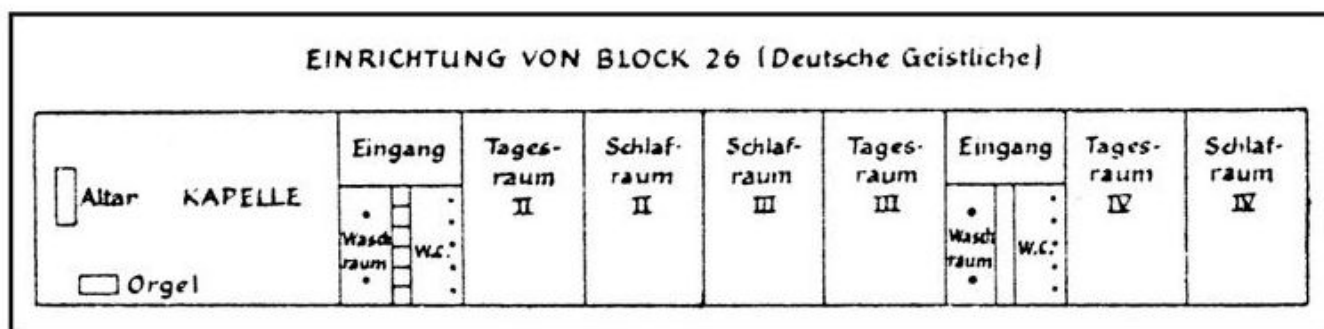 EINRICHTUNG VON BLOCK 26 (Deutsche Geistliche)
Altar
KAPELLE
Orgel
Eingang
Wasch
raum
W.C.
Tages-
raum
II
Schlaf-
raum
II
Schlaf-
raum
III
Tages-
raum
III
Eingang
Wasch
raum
W.C.
Tages-
raum
IV
Schlaf-
raum
IV